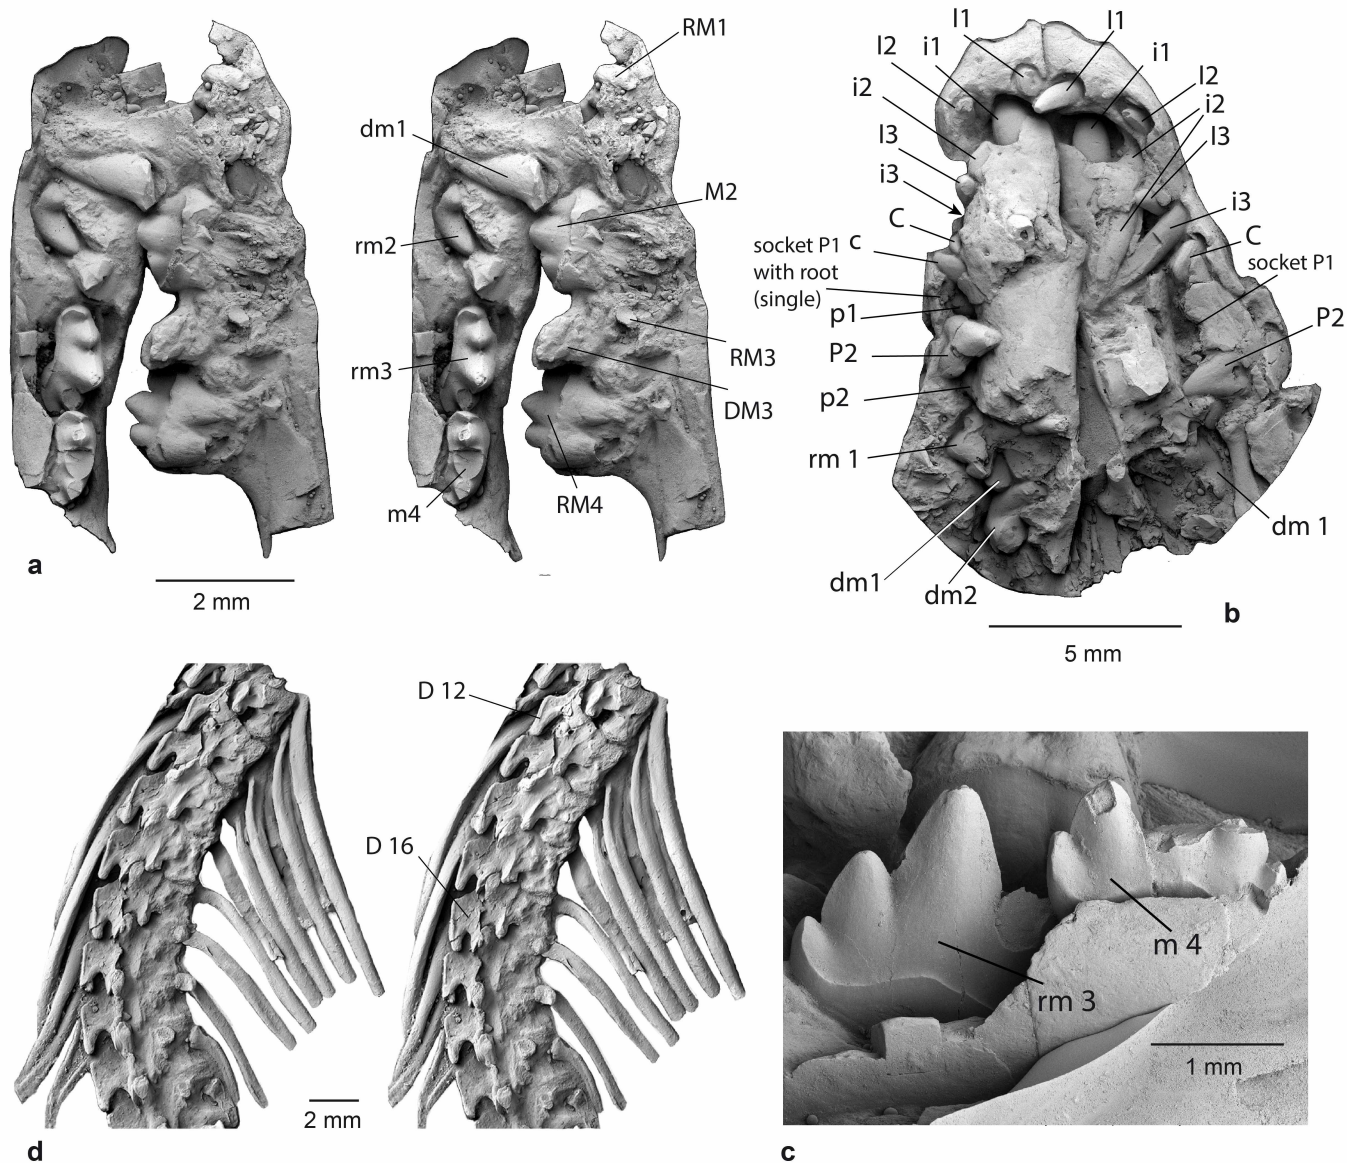 RM1
dm1
M2
rm2
RM3
rm3
DM3
RM4
m4
a
2 mm
I1
I1
I2
i1
i1
i2
I2
i2
I3
I3
i3
i3
C
C
socket P1
c
with root
(single)
socket P1
p1
P2
P2
p2
rm 1
dm 1
dm1
dm2
b
5 mm
D 12
D 16
2 mm
d
m 4
rm 3
1 mm
c